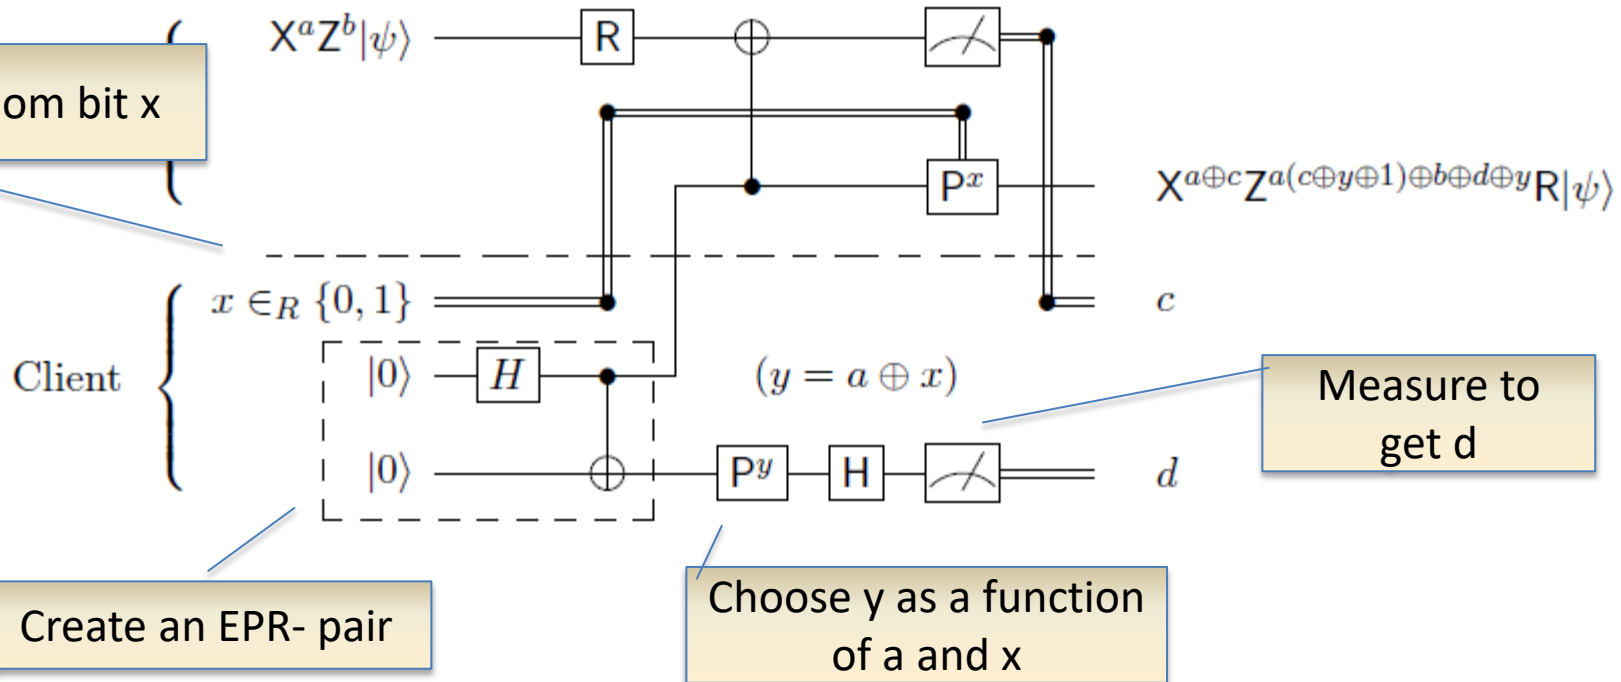 XᵃZᵇ|ψ⟩ R
om bit x
Pˣ Xᵃ⊕ᶜZᵃ⁽ᶜ⊕ʸ⊕¹⁾⊕ᵇ⊕ᵈ⊕ʸR|ψ⟩
x ∈R {0, 1} c
Client |0⟩ H (y = a ⊕ x)
Measure to
get d
|0⟩ Pʸ H d
Create an EPR- pair
Choose y as a function
of a and x